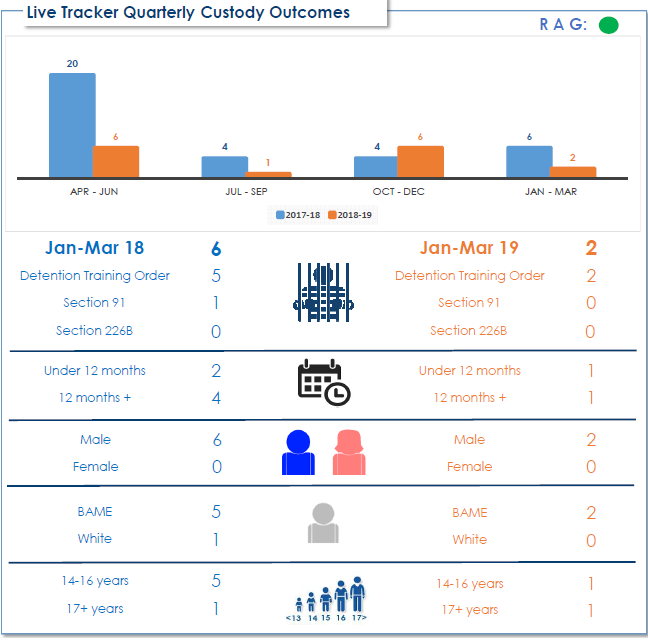 Live Tracker Quarterly Custody Outcomes
R A G:
20
6
4
1
4
6
6
2
APR - JUN JUL - SEP OCT - DEC JAN - MAR
2017-18 2018-19
Jan-Mar 18 6 Jan-Mar 19 2
Detention Training Order 5 Detention Training Order 2
Section 91 1 Section 91 0
Section 226B 0 Section 226B 0
Under 12 months 2 Under 12 months 1
12 months + 4 12 months + 1
Male 6 Male 2
Female 0 Female 0
BAME 5 BAME 2
White 1 White 0
14-16 years 5 14-16 years 1
17+ years 1 17+ years 1
<13 14 15 16 17>